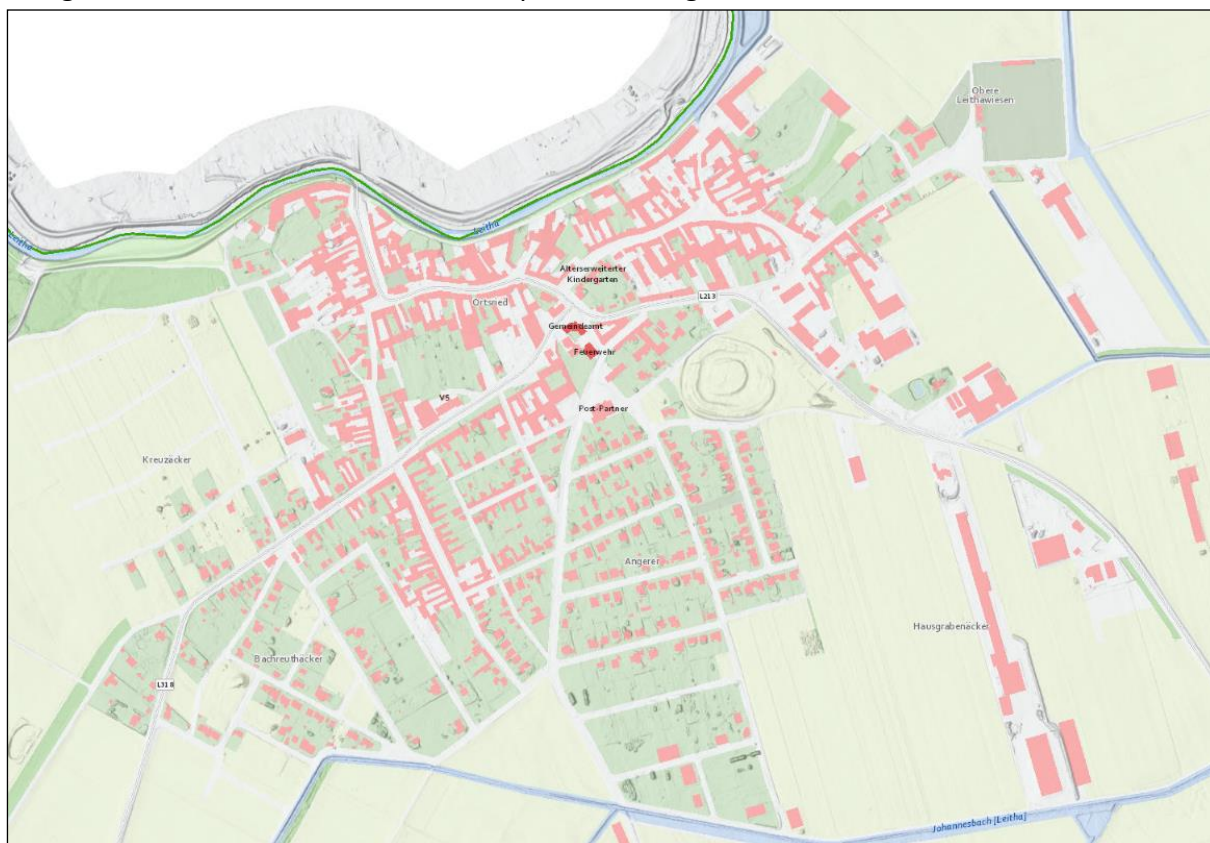 Obere
Leithawiesen
Leitha
Leitha
Alterserweiterter
Kindergarten
L213
Ortsried
Gemeindeamt
Feuerwehr
VS
Post-Partner
Kreuzäcker
Angerer
Hausgrabenäcker
Bachreuthäcker
L318
Johannesbach [Leitha]